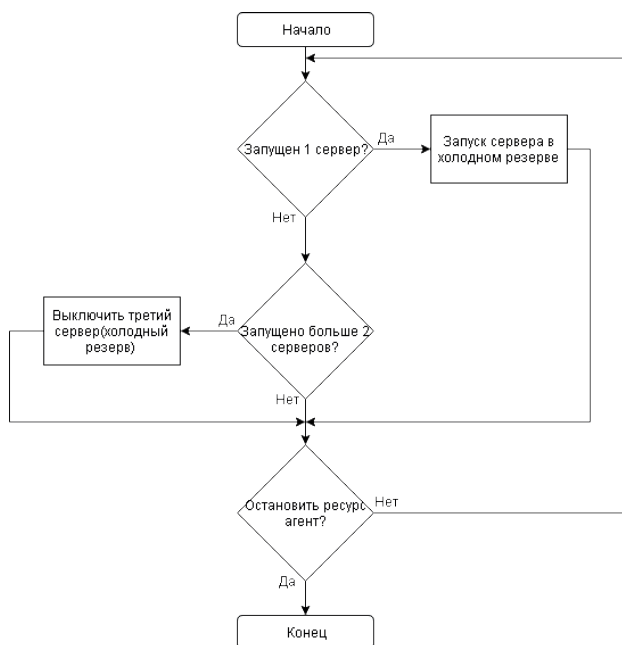 Начало
Запущен 1 сервер?
Да
Запуск сервера в
холодном резерве
Нет
Выключить третий
сервер(холодный
резерв)
Да
Запущено больше 2
серверов?
Нет
Остановить ресурс
агент?
Нет
Да
Конец